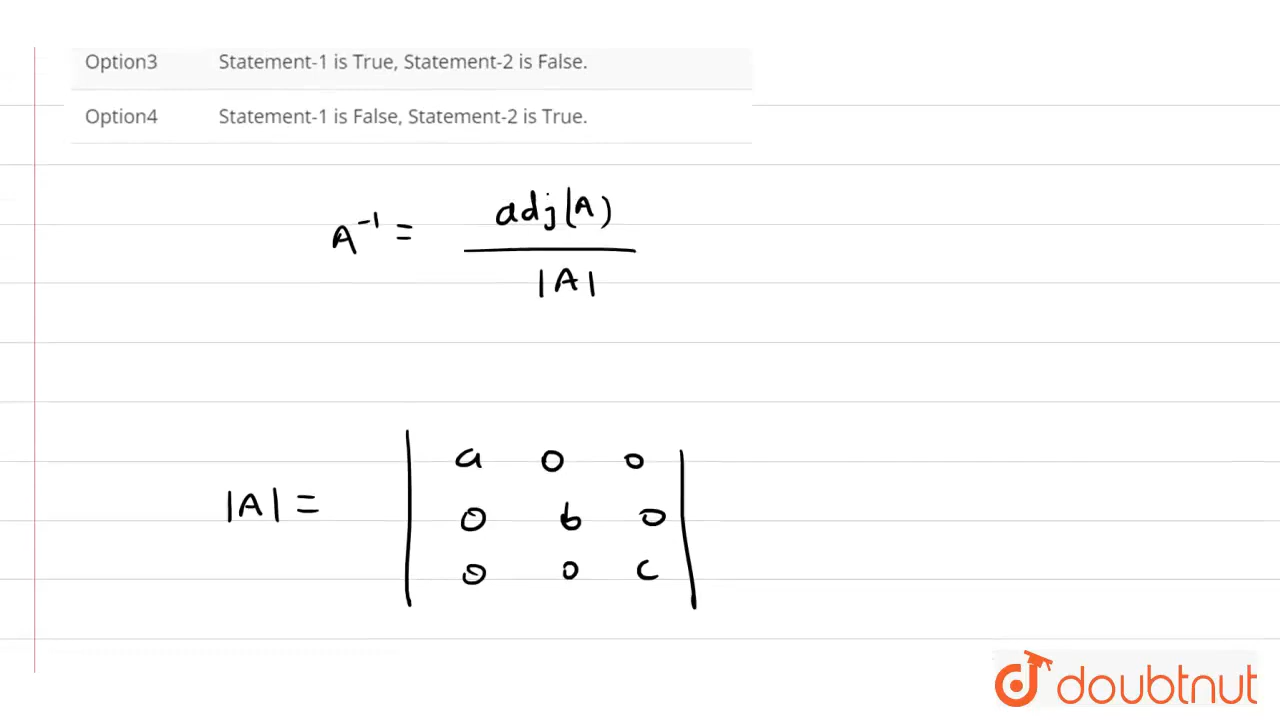 Option3 Statement-1 is True, Statement-2 is False.
Option4 Statement-1 is False, Statement-2 is True.
A⁻¹ = adj(A)
|A|
|A| = | a 0 0 |
0 b 0
0 0 c
doubtnut